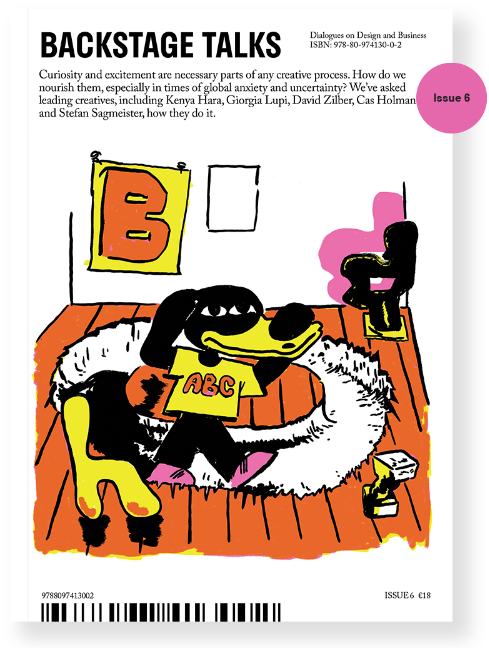 BACKSTAGE TALKS
Dialogues on Design and Business
ISBN: 978-80-974130-0-2
Curiosity and excitement are necessary parts of any creative process. How do we
nourish them, especially in times of global anxiety and uncertainty? We've asked
leading creatives, including Kenya Hara, Giorgia Lupi, David Zilber, Cas Holman
and Stefan Sagmeister, how they do it.
Issue 6
B
ABC
9788097413002
ISSUE 6 €18